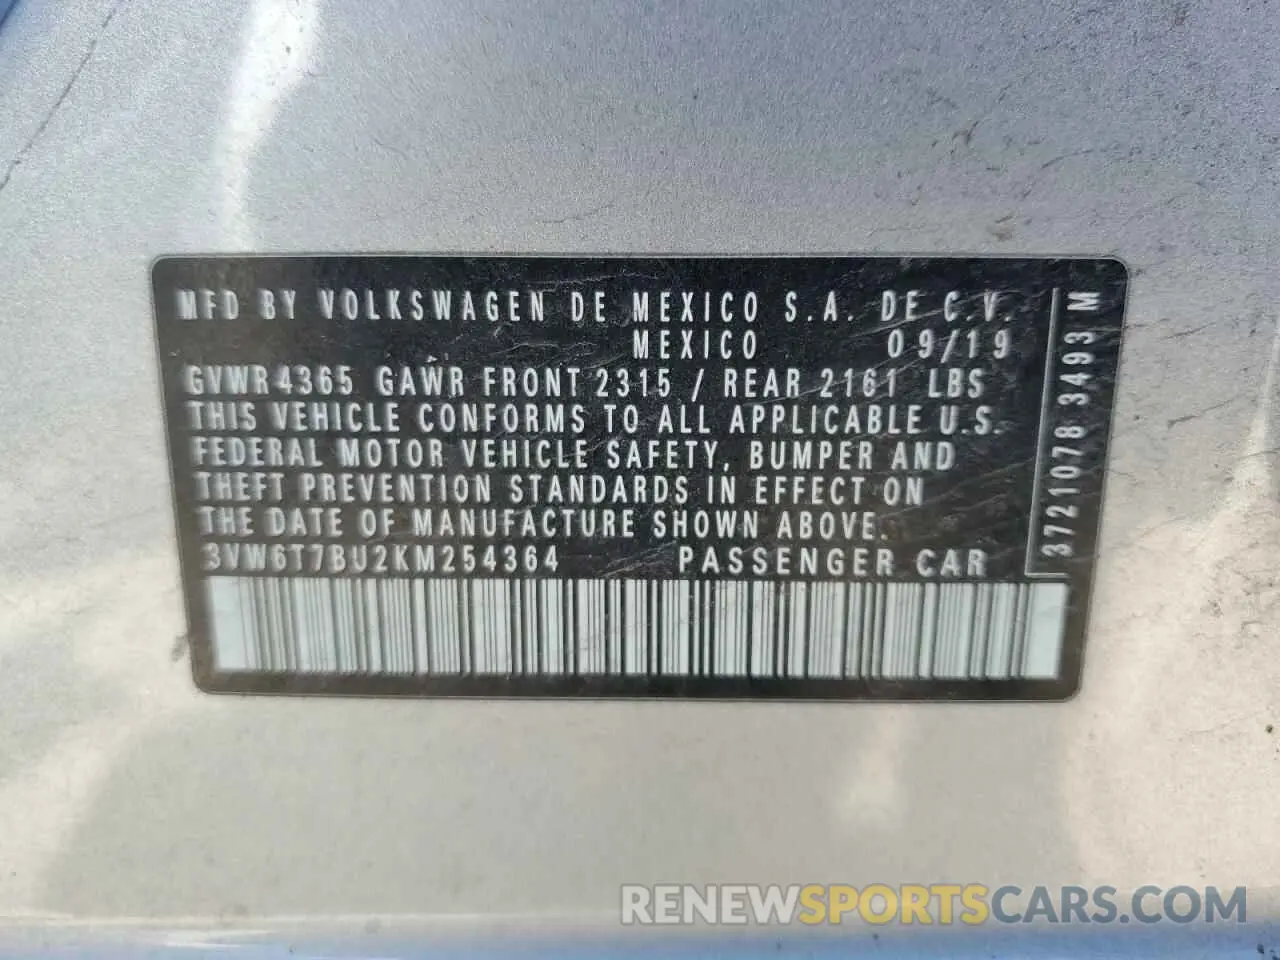 MFD BY VOLKSWAGEN DE MEXICO S.A. DE C.V.
MEXICO 09/19
GVWR 4365 GAWR FRONT 2315 / REAR 2161 LBS
THIS VEHICLE CONFORMS TO ALL APPLICABLE U.S.
FEDERAL MOTOR VEHICLE SAFETY, BUMPER AND
THEFT PREVENTION STANDARDS IN EFFECT ON
THE DATE OF MANUFACTURE SHOWN ABOVE.
3VW6T7BU2KM254364 PASSENGER CAR
3721078 3493 M
RENEWSPORTSCARS.COM